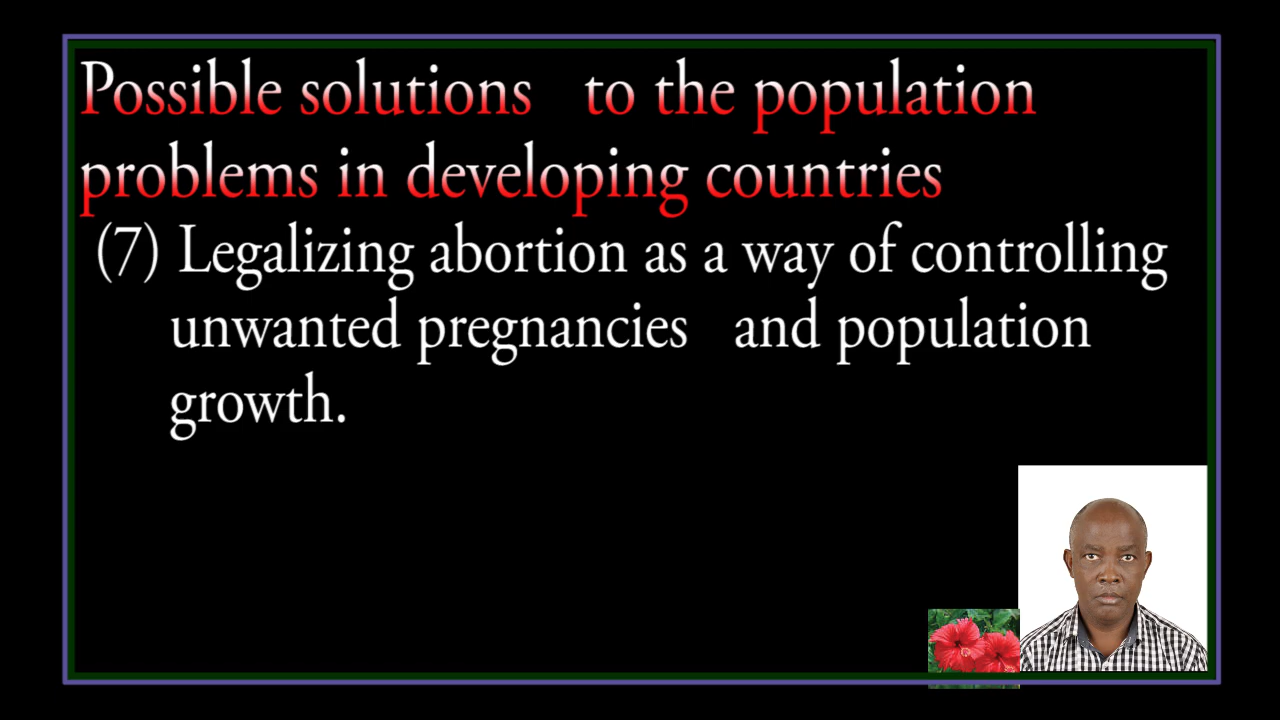 Possible solutions to the population
problems in developing countries
(7) Legalizing abortion as a way of controlling
unwanted pregnancies and population
growth.